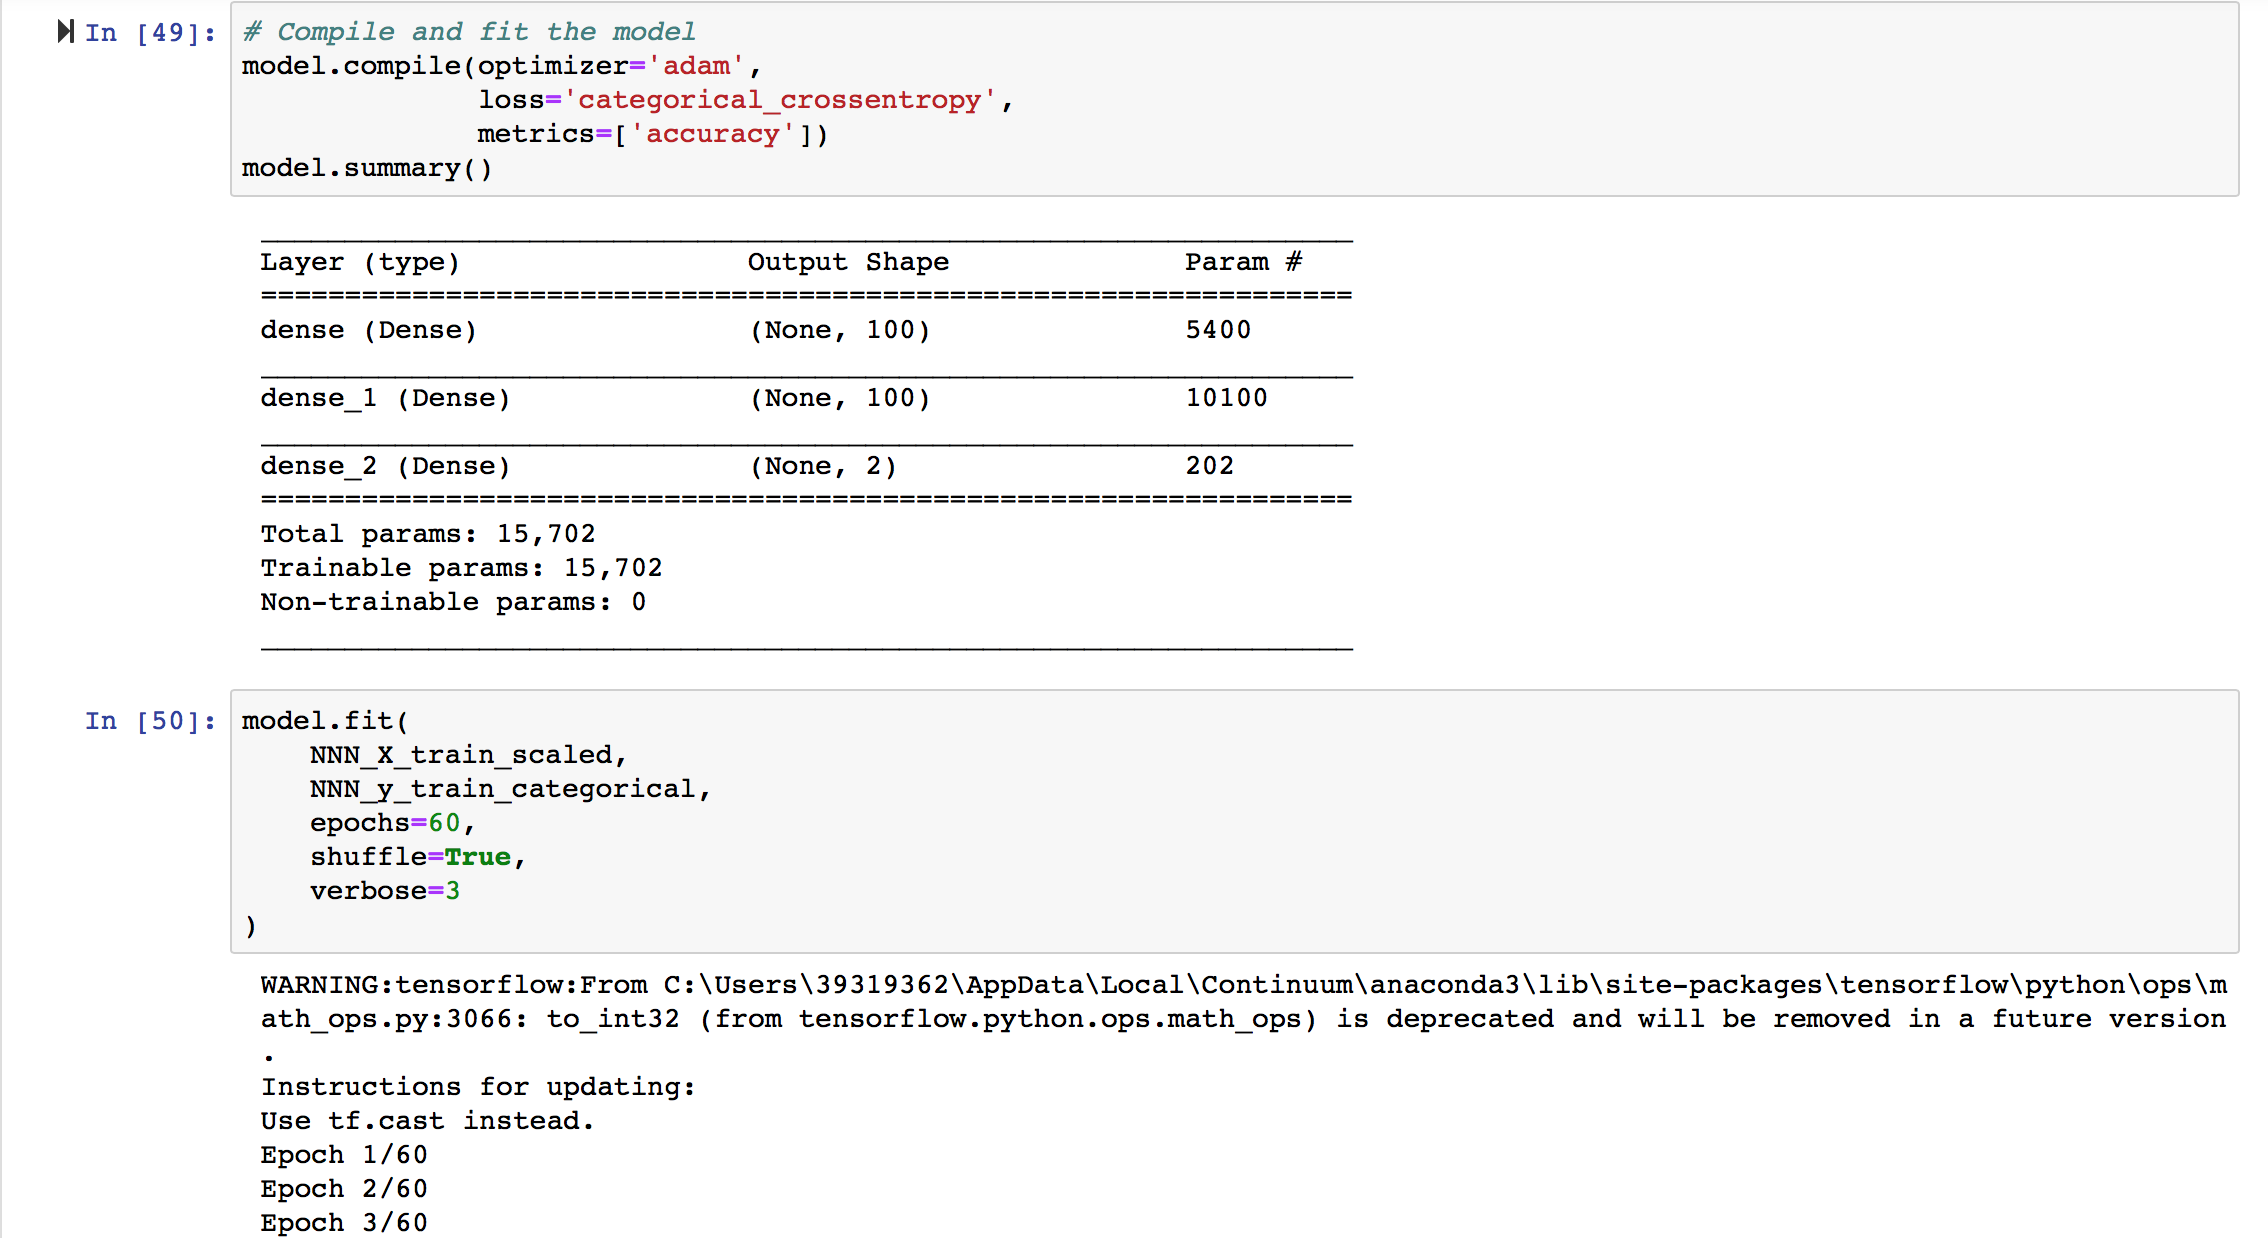 In [49]:
# Compile and fit the model
model.compile(optimizer='adam',
              loss='categorical_crossentropy',
              metrics=['accuracy'])
model.summary()
_________________________________________________________________
Layer (type)                 Output Shape              Param #
=================================================================
dense (Dense)                (None, 100)               5400
_________________________________________________________________
dense_1 (Dense)              (None, 100)               10100
_________________________________________________________________
dense_2 (Dense)              (None, 2)                 202
=================================================================
Total params: 15,702
Trainable params: 15,702
Non-trainable params: 0
_________________________________________________________________
In [50]:
model.fit(
    NNN_X_train_scaled,
    NNN_y_train_categorical,
    epochs=60,
    shuffle=True,
    verbose=3
)
WARNING:tensorflow:From C:\Users\39319362\AppData\Local\Continuum\anaconda3\lib\site-packages\tensorflow\python\ops\m
ath_ops.py:3066: to_int32 (from tensorflow.python.ops.math_ops) is deprecated and will be removed in a future version
.
Instructions for updating:
Use tf.cast instead.
Epoch 1/60
Epoch 2/60
Epoch 3/60